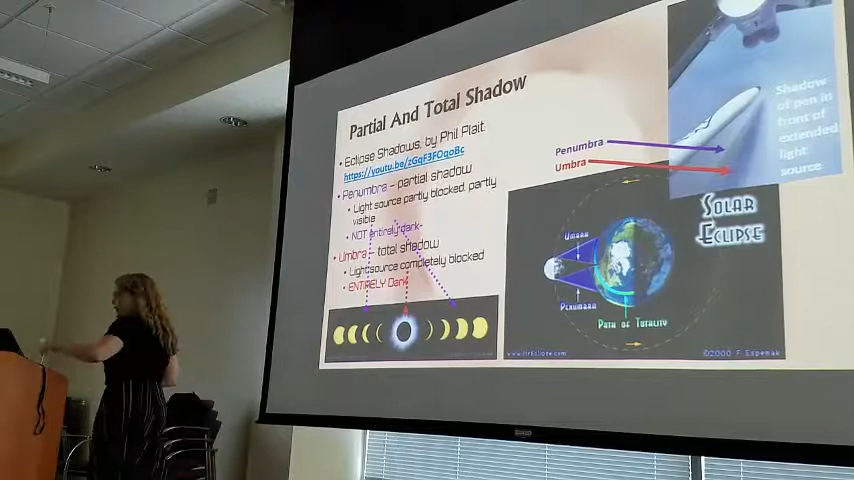 Partial And Total Shadow
• Eclipse Shadows, by Phil Plait:
https://youtu.be/zGqF3FOqoBc
• Penumbra – partial shadow
• Light source partly blocked, partly
visible
• NOT entirely dark
• Umbra – total shadow
• Light source completely blocked
• ENTIRELY Dark
Penumbra
Umbra
Shadow
of pen in
front of
extended
light
source
SOLAR
ECLIPSE
UMBRA
PENUMBRA
PATH OF TOTALITY
www.MrEclipse.com
©2000 F. Espenak